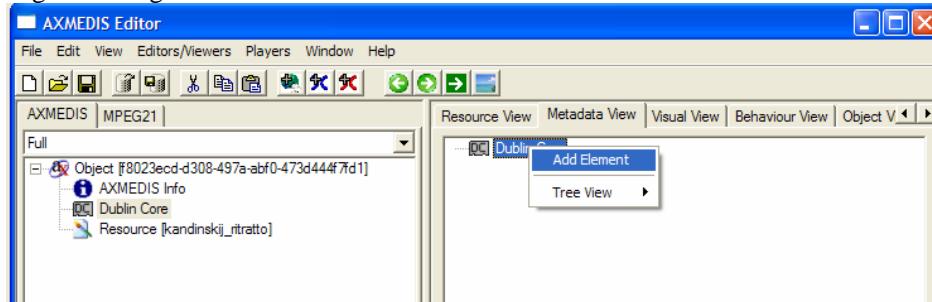 AXMEDIS Editor
File Edit View Editors/Viewers Players Window Help
AXMEDIS MPEG21
Resource View Metadata View Visual View Behaviour View Object V
Full
Object [f8023ecd-d308-497a-abf0-473d444f7fd1]
AXMEDIS Info
DC Dublin Core
Resource [kandinskij_ritratto]
DC Dublin
Add Element
Tree View